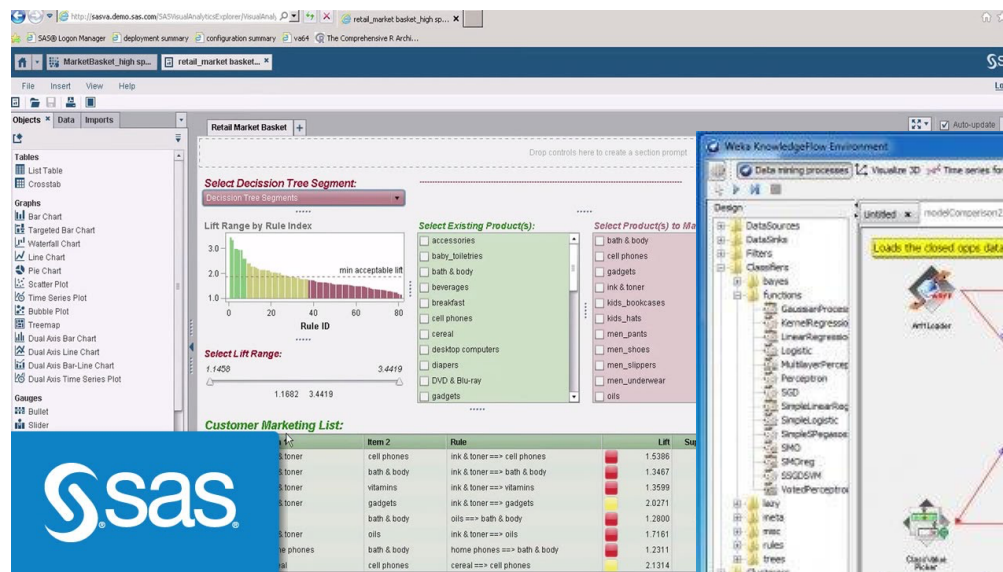 http://sasva.demo.sas.com/SASVisualAnalyticsExplorer/VisualAnaly
retail_market basket_high sp...
SAS® Logon Manager
deployment summary
configuration summary
va64
The Comprehensive R Archi...
MarketBasket_high sp...
retail_market basket...
File Insert View Help
Objects Data Imports
Retail Market Basket
Auto-update
Drop controls here to create a section prompt
Tables
List Table
Crosstab
Graphs
Bar Chart
Targeted Bar Chart
Waterfall Chart
Line Chart
Pie Chart
Scatter Plot
Time Series Plot
Bubble Plot
Treemap
Dual Axis Bar Chart
Dual Axis Line Chart
Dual Axis Bar-Line Chart
Dual Axis Time Series Plot
Gauges
Bullet
Slider
Select Decission Tree Segment:
Decission Tree Segments
Lift Range by Rule Index
3.0
2.0
1.0
min acceptable lift
0 20 40 60 80
Rule ID
Select Lift Range:
1.1458 3.4419
1.1682 3.4419
Select Existing Product(s):
accessories
baby_toiletries
bath & body
beverages
breakfast
cell phones
cereal
desktop computers
diapers
DVD & Blu-ray
gadgets
Select Product(s) to Ma
bath & body
cell phones
gadgets
ink & toner
kids_bookcases
kids_hats
men_pants
men_shoes
men_slippers
men_underwear
oils
Customer Marketing List:
Item 2 Rule Lift Sup
& toner cell phones ink & toner ==> cell phones 1.5386
& toner bath & body ink & toner ==> bath & body 1.3467
& toner vitamins ink & toner ==> vitamins 1.3599
& toner gadgets ink & toner ==> gadgets 2.0271
bath & body oils ==> bath & body 1.2800
& toner oils ink & toner ==> oils 1.7161
ne phones bath & body home phones ==> bath & body 1.2311
eal cell phones cereal ==> cell phones 2.1314
sas
Weka KnowledgeFlow Environment
Data mining processes Visualize 3D Time series for
Design
Untitled modelComparison2
DataSources
DataSinks
Filters
Classifiers
bayes
functions
GaussianProcess
KernelRegressio
LinearRegressio
Logistic
MultilayerPercep
Perceptron
SGD
SimpleLinearReg
SimpleLogistic
SimpleSPegasos
SMO
SMOreg
SSGDSVM
VotedPerceptro
lazy
meta
misc
rules
trees
Loads the closed opps data
ArffLoader
ClassValue
Picker